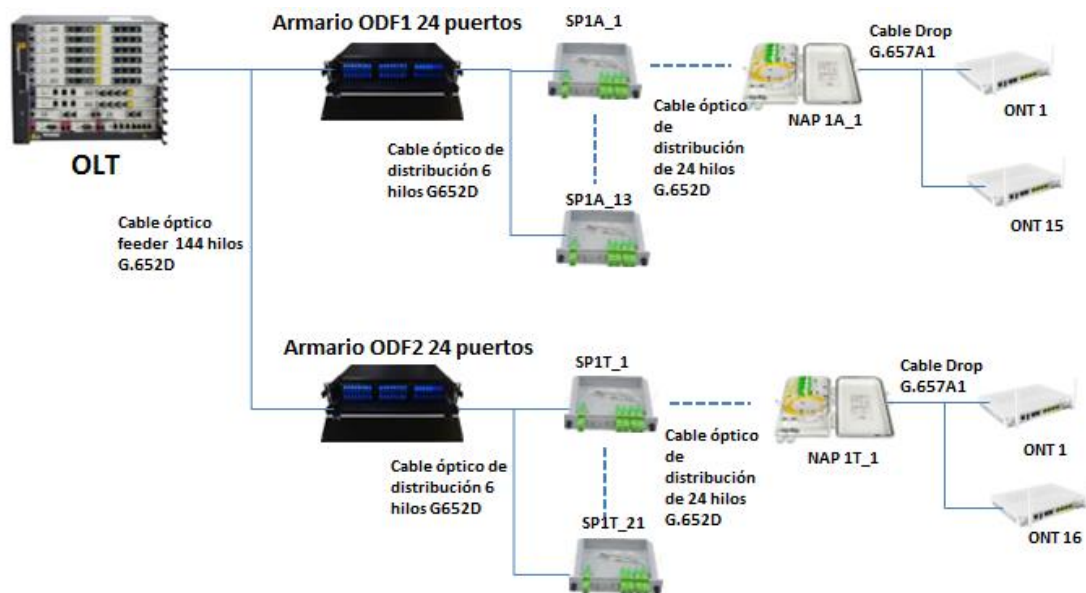 Armario ODF1 24 puertos
SP1A_1
Cable Drop
G.657A1
OLT
NAP 1A_1
ONT 1
Cable óptico de
distribución 6
hilos G652D
Cable óptico
de
distribución
de 24 hilos
G.652D
SP1A_13
ONT 15
Cable óptico
feeder 144 hilos
G.652D
Armario ODF2 24 puertos
SP1T_1
Cable Drop
G.657A1
NAP 1T_1
ONT 1
Cable óptico de
distribución 6
hilos G652D
Cable óptico
de
distribución
de 24 hilos
G.652D
SP1T_21
ONT 16